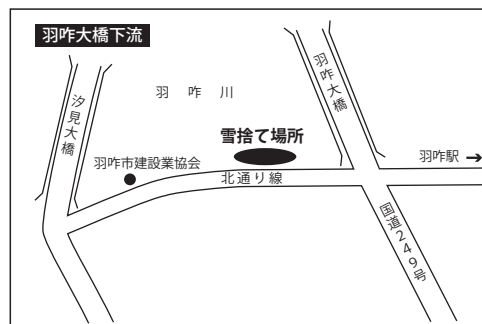 羽咋大橋下流
汐見大橋
羽咋川
羽咋大橋
雪捨て場所
羽咋市建設業協会
羽咋駅 →
北通り線
国道249号